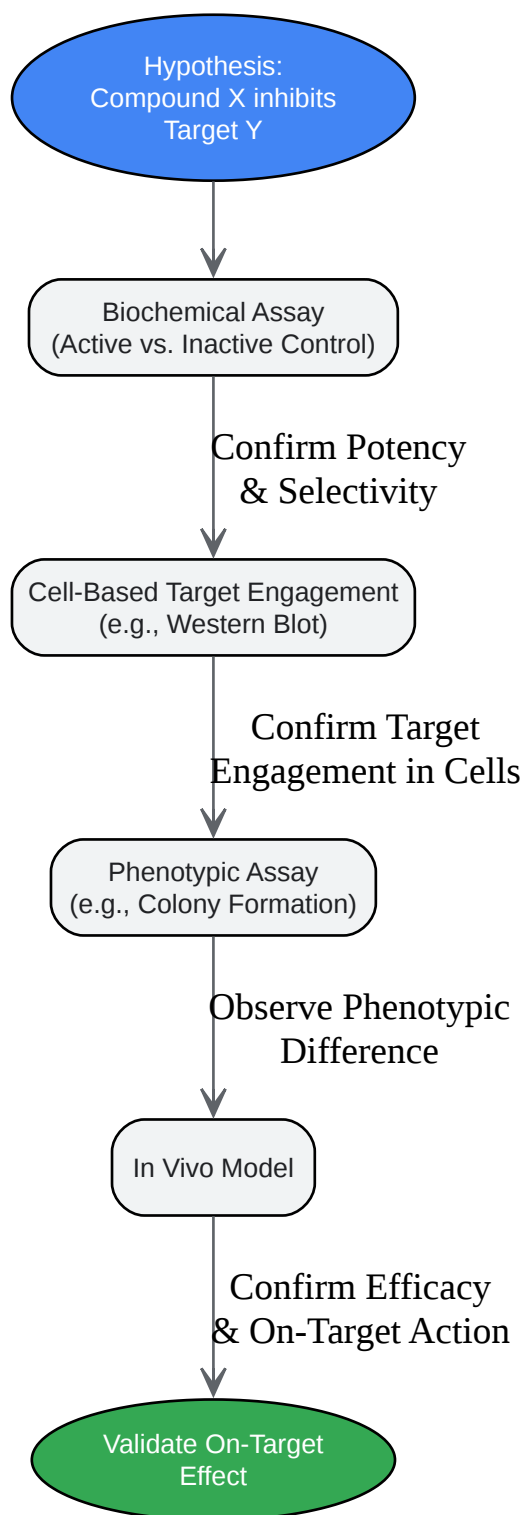 Hypothesis:
Compound X inhibits
Target Y
Biochemical Assay
(Active vs. Inactive Control)
Confirm Potency
& Selectivity
Cell-Based Target Engagement
(e.g., Western Blot)
Confirm Target
Engagement in Cells
Phenotypic Assay
(e.g., Colony Formation)
Observe Phenotypic
Difference
In Vivo Model
Confirm Efficacy
& On-Target Action
Validate On-Target
Effect